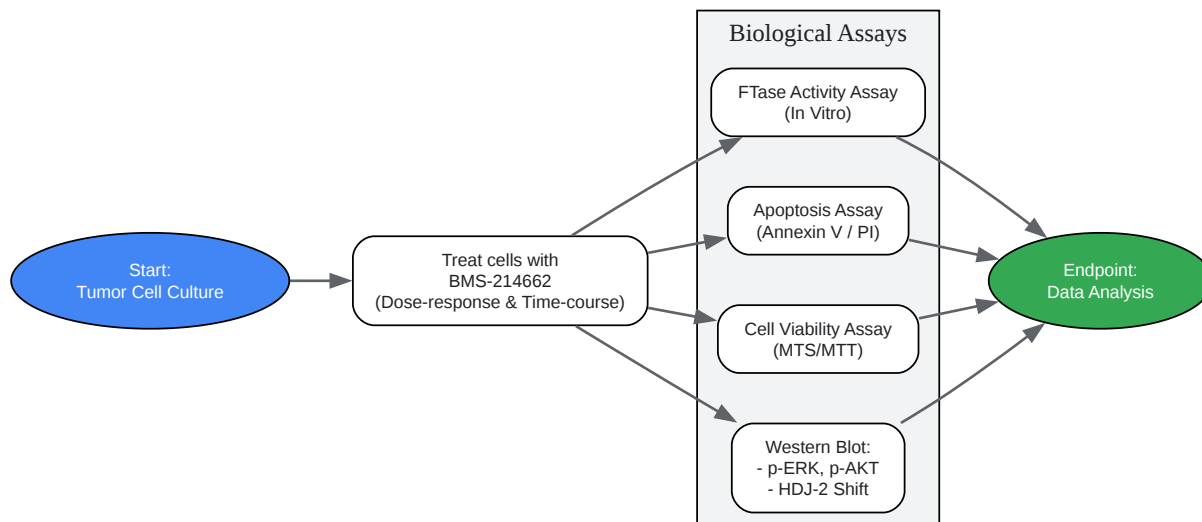 Biological Assays
FTase Activity Assay
(In Vitro)
Apoptosis Assay
(Annexin V / PI)
Start:
Tumor Cell Culture
Treat cells with
BMS-214662
(Dose-response & Time-course)
Endpoint:
Data Analysis
Cell Viability Assay
(MTS/MTT)
Western Blot:
- p-ERK, p-AKT
- HDJ-2 Shift